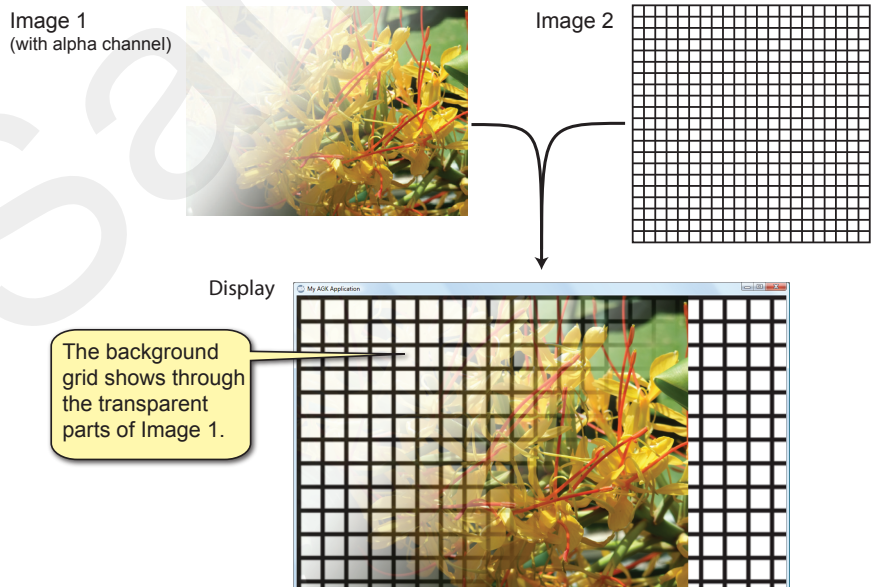 Image 1
(with alpha channel)
Image 2
Display
My AGK Application
The background
grid shows through
the transparent
parts of Image 1.